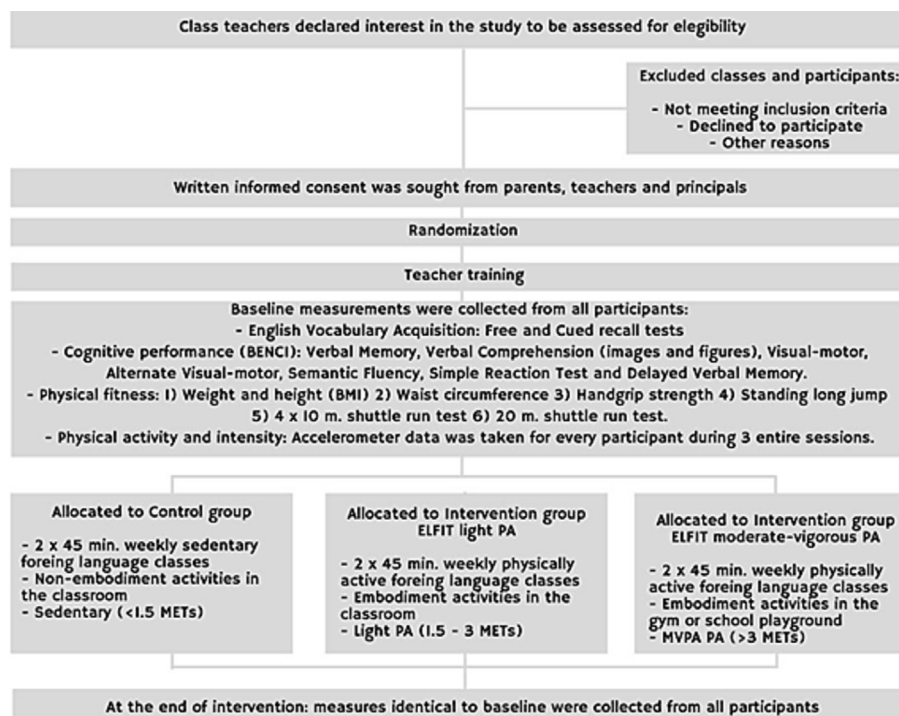 Class teachers declared interest in the study to be assessed for elegibility
Excluded classes and participants:
- Not meeting inclusion criteria
- Declined to participate
- Other reasons
Written informed consent was sought from parents, teachers and principals
Randomization
Teacher training
Baseline measurements were collected from all participants:
- English Vocabulary Acquisition: Free and Cued recall tests
- Cognitive performance (BENCI): Verbal Memory, Verbal Comprehension (images and figures), Visual-motor,
Alternate Visual-motor, Semantic Fluency, Simple Reaction Test and Delayed Verbal Memory.
- Physical fitness: 1) Weight and height (BMI) 2) Waist circumference 3) Handgrip strength 4) Standing long jump
5) 4 x 10 m. shuttle run test 6) 20 m. shuttle run test.
- Physical activity and intensity: Accelerometer data was taken for every participant during 3 entire sessions.
Allocated to Control group
- 2 x 45 min. weekly sedentary
foreing language classes
- Non-embodiment activities in
the classroom
- Sedentary (<1.5 METs)
Allocated to Intervention group
ELFIT light PA
- 2 x 45 min. weekly physically
active foreing language classes
- Embodiment activities in the
classroom
- Light PA (1.5 - 3 METs)
Allocated to Intervention group
ELFIT moderate-vigorous PA
- 2 x 45 min. weekly physically
active foreing language classes
- Embodiment activities in the
gym or school playground
- MVPA PA (>3 METs)
At the end of intervention: measures identical to baseline were collected from all participants